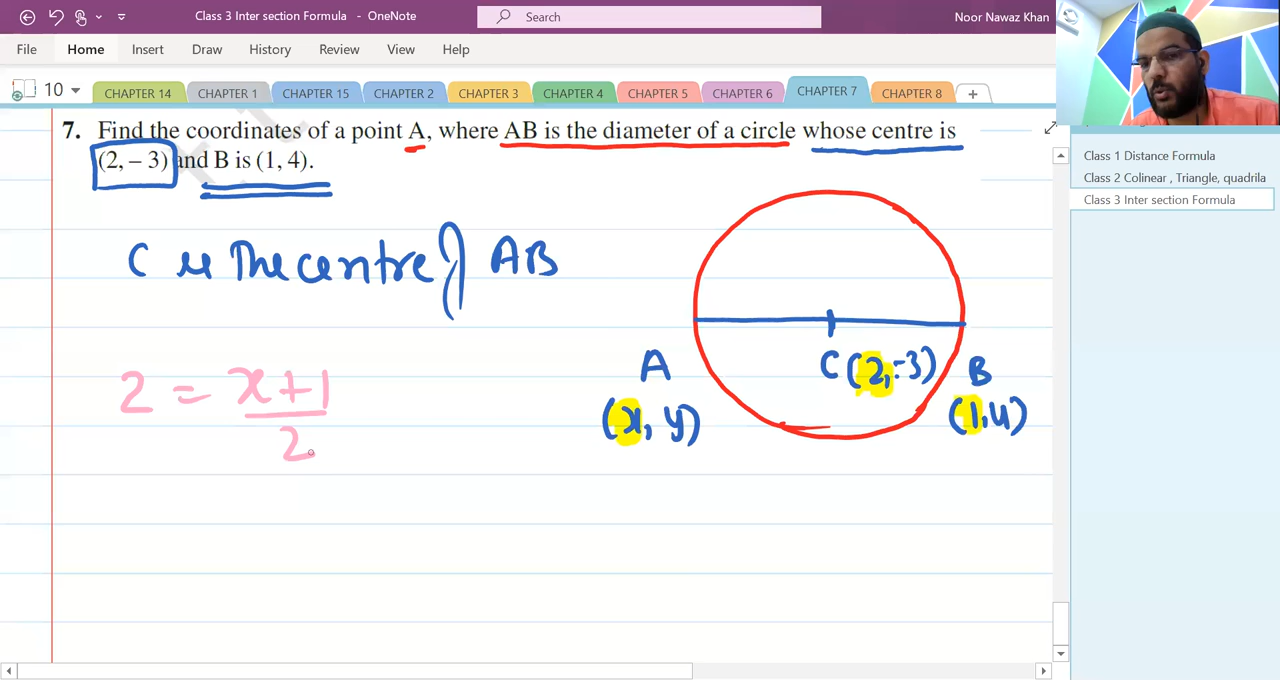 Class 3 Inter section Formula - OneNote
Search
Noor Nawaz Khan
File Home Insert Draw History Review View Help
10
CHAPTER 14 CHAPTER 1 CHAPTER 15 CHAPTER 2 CHAPTER 3 CHAPTER 4 CHAPTER 5 CHAPTER 6 CHAPTER 7 CHAPTER 8
Class 1 Distance Formula
Class 2 Colinear , Triangle, quadrila
Class 3 Inter section Formula
7. Find the coordinates of a point A, where AB is the diameter of a circle whose centre is
(2, – 3) and B is (1, 4).
C is The centre of AB
A
(x, y)
C (2, -3)
B
(1, 4)
2 = x+1
2